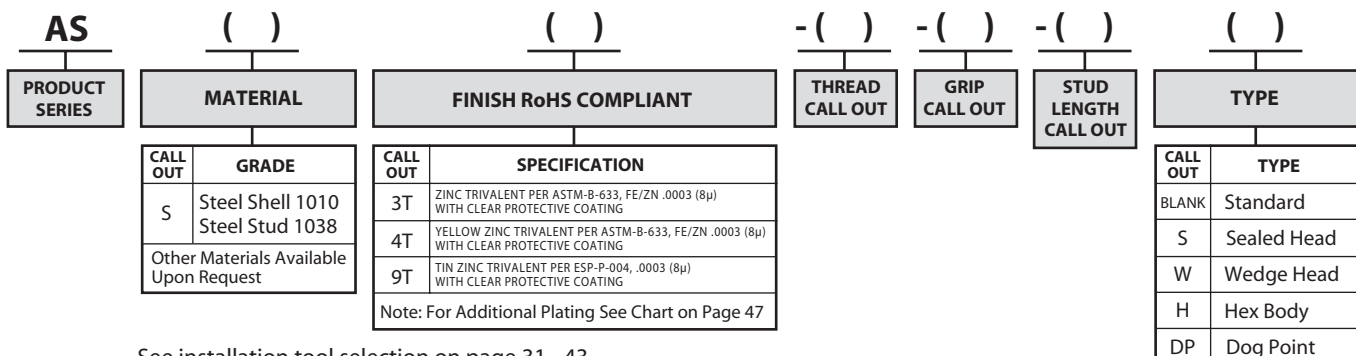 AS ( ) ( ) - ( ) - ( ) - ( ) ( )
PRODUCT
SERIES
MATERIAL
FINISH RoHS COMPLIANT
THREAD
CALL OUT
GRIP
CALL OUT
STUD
LENGTH
CALL OUT
TYPE
CALL
OUT
GRADE
S
Steel Shell 1010
Steel Stud 1038
Other Materials Available
Upon Request
CALL
OUT
SPECIFICATION
3T
ZINC TRIVALENT PER ASTM-B-633, FE/ZN .0003 (8µ)
WITH CLEAR PROTECTIVE COATING
4T
YELLOW ZINC TRIVALENT PER ASTM-B-633, FE/ZN .0003 (8µ)
WITH CLEAR PROTECTIVE COATING
9T
TIN ZINC TRIVALENT PER ESP-P-004, .0003 (8µ)
WITH CLEAR PROTECTIVE COATING
Note: For Additional Plating See Chart on Page 47
CALL
OUT
TYPE
BLANK Standard
S Sealed Head
W Wedge Head
H Hex Body
DP Dog Point
See installation tool selection on page 31 - 43